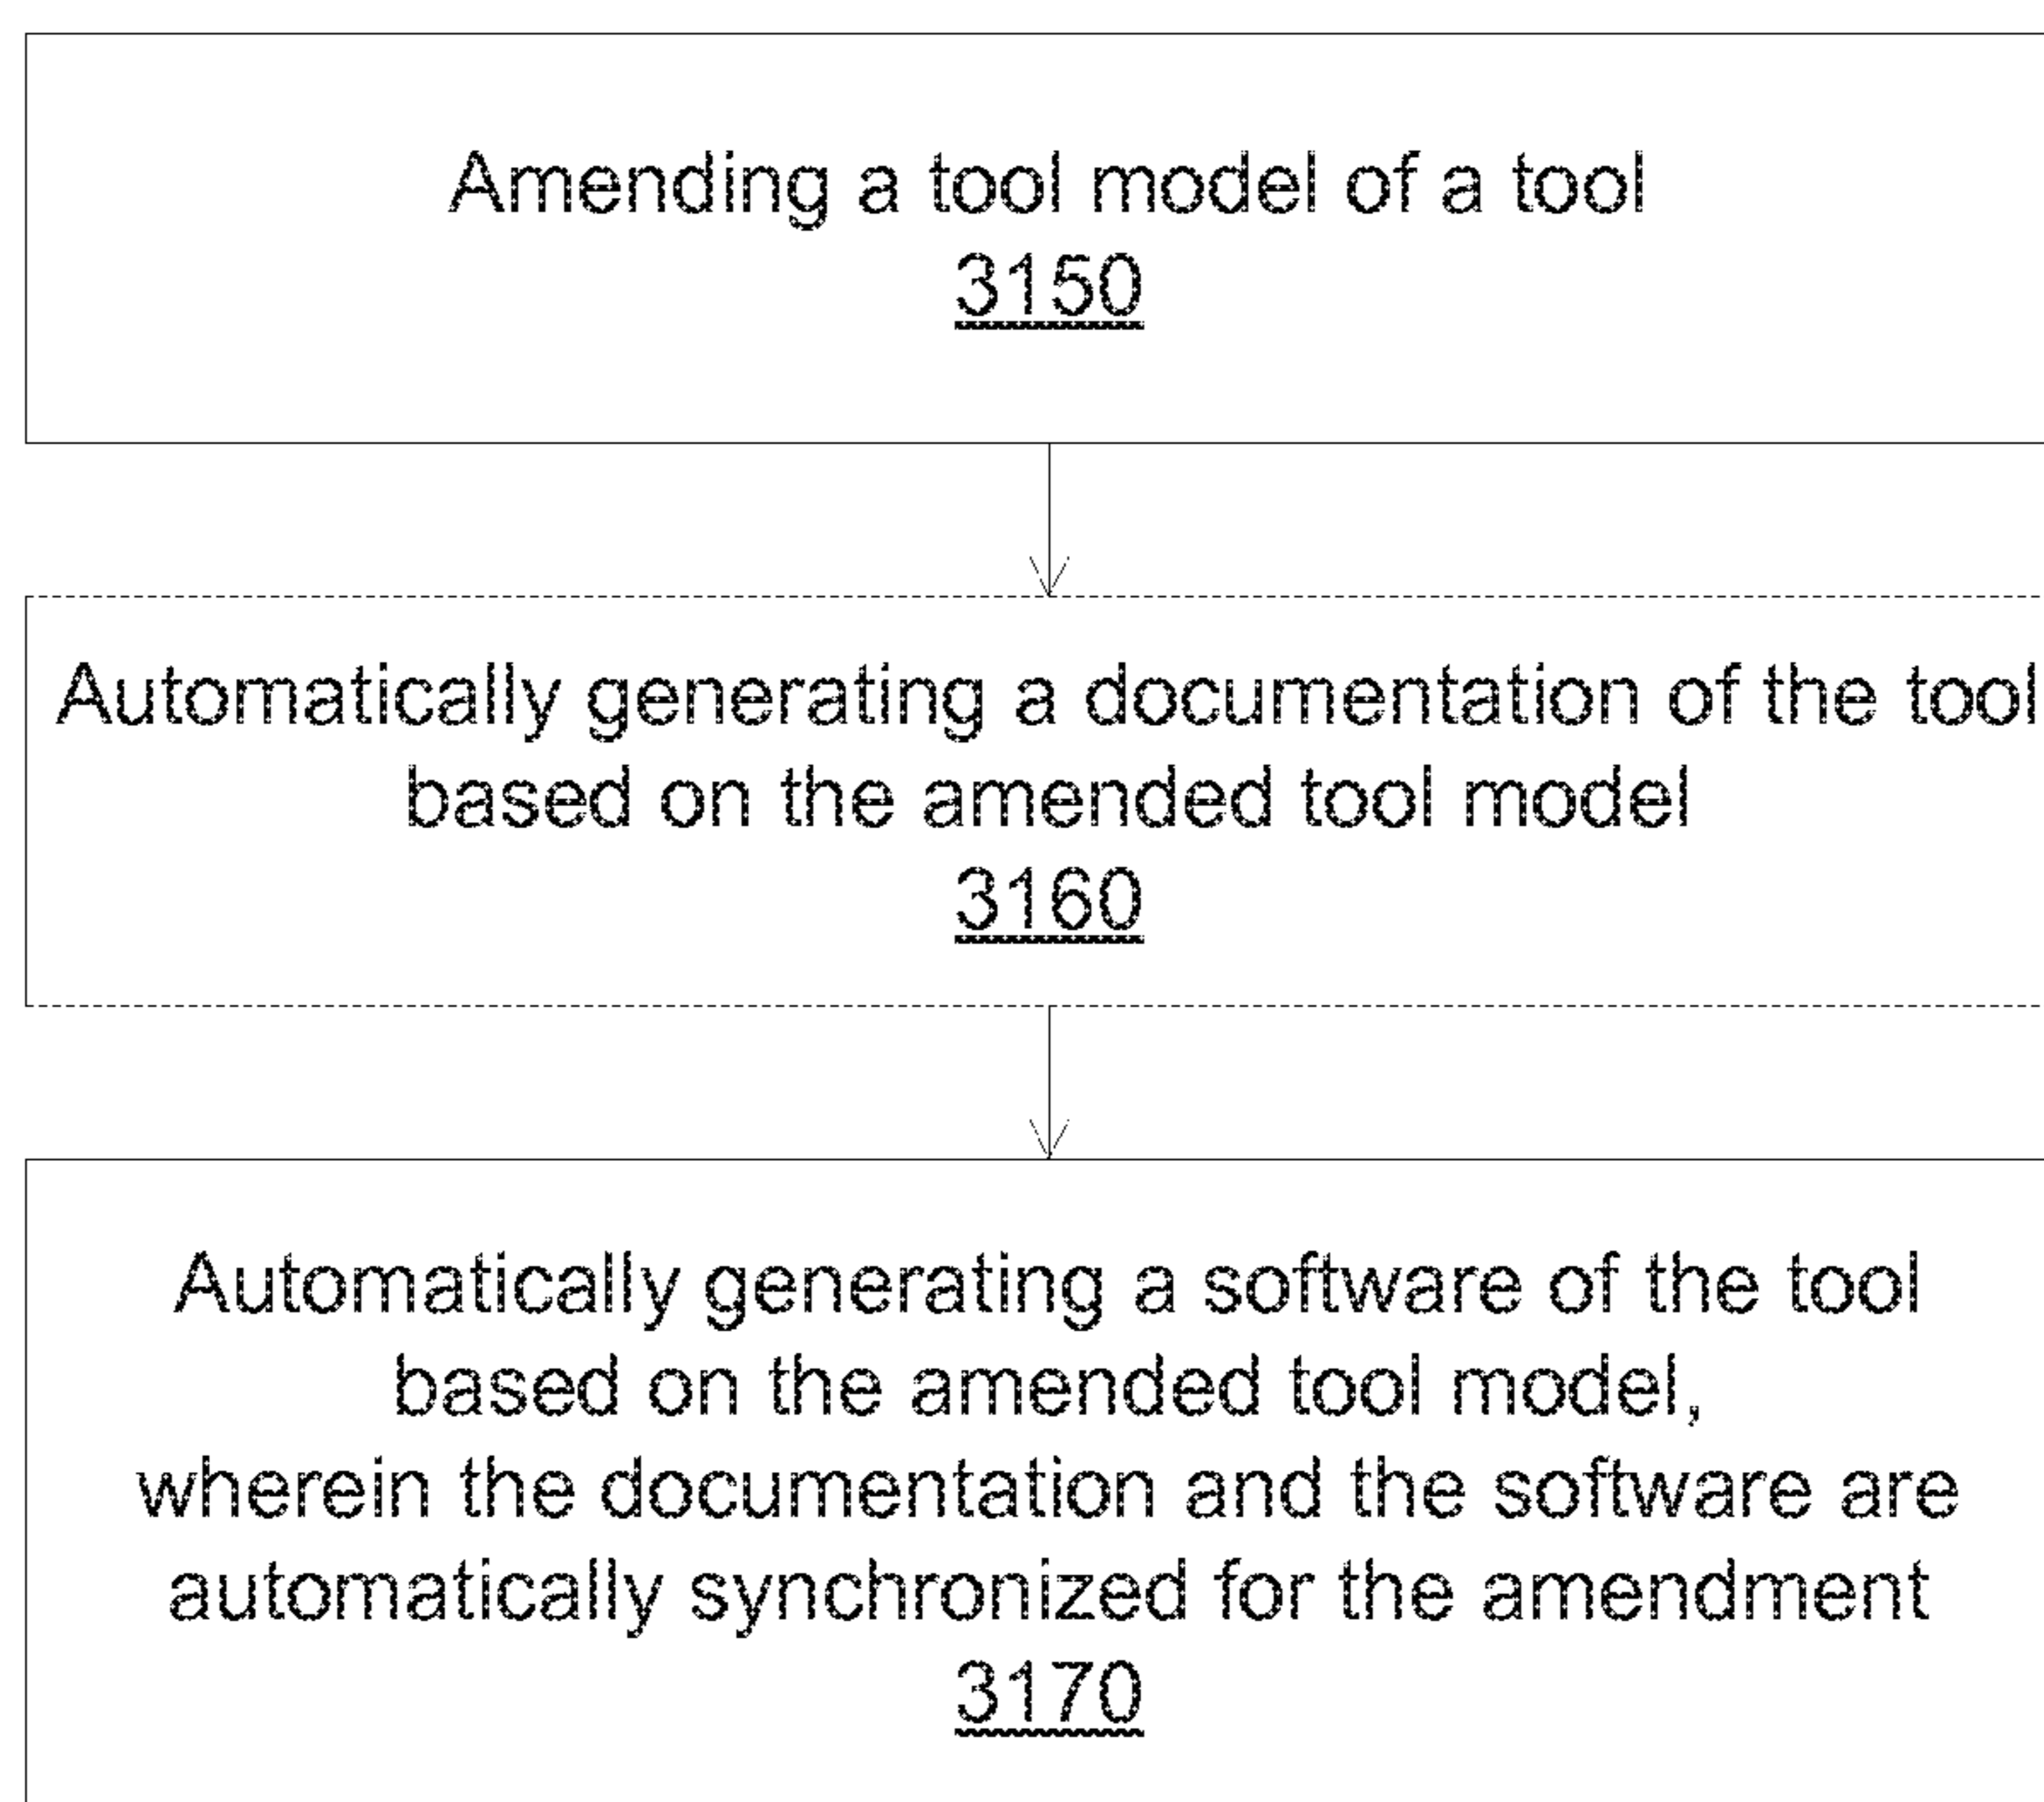 Amending a tool model of a tool
3150
Automatically generating a documentation of the tool
based on the amended tool model
3160
Automatically generating a software of the tool
based on the amended tool model,
wherein the documentation and the software are
automatically synchronized for the amendment
3170